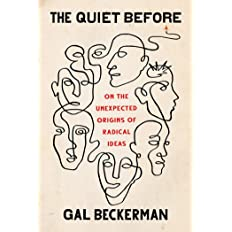 THE QUIET BEFORE
ON THE
UNEXPECTED
ORIGINS OF
RADICAL
IDEAS
GAL BECKERMAN